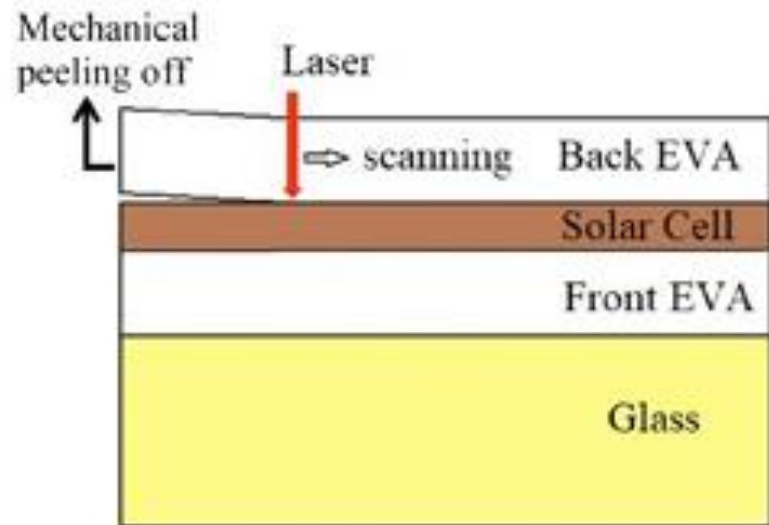 Mechanical
peeling off
Laser
scanning
Back EVA
Solar Cell
Front EVA
Glass